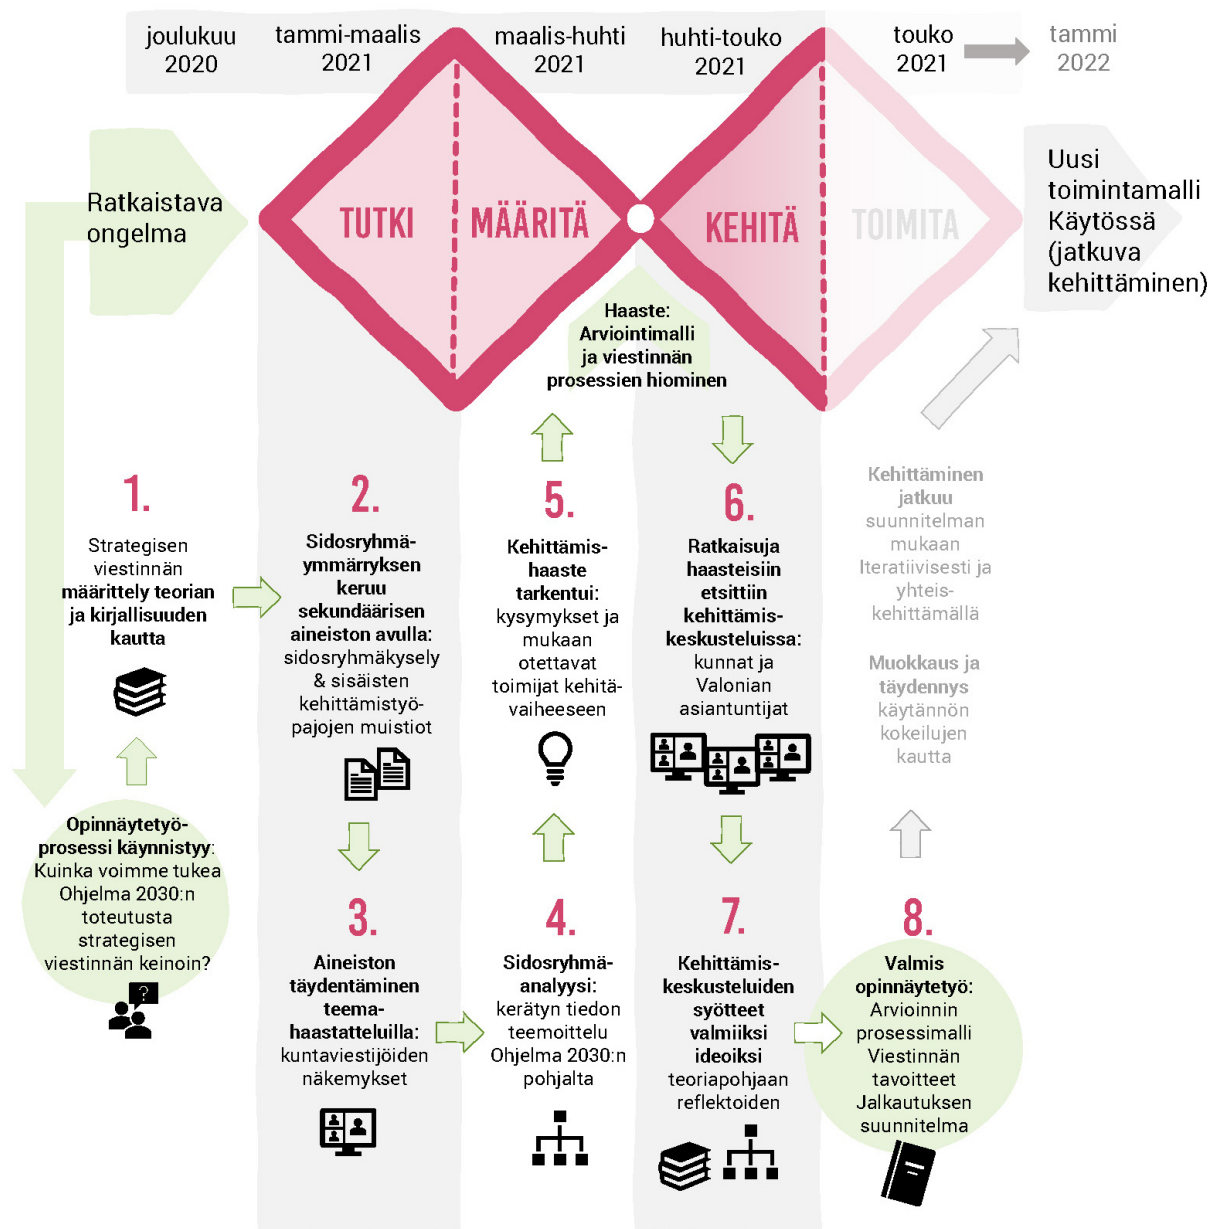 joulukuu
2020
tammi-maalis
2021
maalis-huhti
2021
huhti-touko
2021
touko
2021
tammi
2022
Ratkaistava
ongelma
TUTKI
MÄÄRITÄ
KEHITÄ
TOIMITA
Uusi
toimintamalli
Käytössä
(jatkuva
kehittäminen)
Haaste:
Arviointimalli
ja viestinnän
prosessien hiominen
Opinnäytetyö-
prosessi käynnistyy:
Kuinka voimme tukea
Ohjelma 2030:n
toteutusta
strategisen
viestinnän keinoin?
?
1.
Strategisen
viestinnän
määrittely teorian
ja kirjallisuuden
kautta
2.
Sidosryhmä-
ymmärryksen
keruu
sekundäärisen
aineiston avulla:
sidosryhmäkysely
& sisäisten
kehittämistyö-
pajojen muistiot
3.
Aineiston
täydentäminen
teema-
haastatteluilla:
kuntaviestijöiden
näkemykset
4.
Sidosryhmä-
analyysi:
kerätyn tiedon
teemoittelu
Ohjelma 2030:n
pohjalta
5.
Kehittämis-
haaste
tarkentui:
kysymykset ja
mukaan
otettavat
toimijat kehitä-
vaiheeseen
6.
Ratkaisuja
haasteisiin
etsittiin
kehittämis-
keskusteluissa:
kunnat ja
Valonian
asiantuntijat
7.
Kehittämis-
keskusteluiden
syötteet
valmiiksi
ideoiksi
teoriapohjaan
reflektoiden
8.
Valmis
opinnäytetyö:
Arvioinnin
prosessimalli
Viestinnän
tavoitteet
Jalkautuksen
suunnitelma
Kehittäminen
jatkuu
suunnitelman
mukaan
Iteratiivisesti ja
yhteis-
kehittämällä
Muokkaus ja
täydennys
käytännön
kokeilujen
kautta